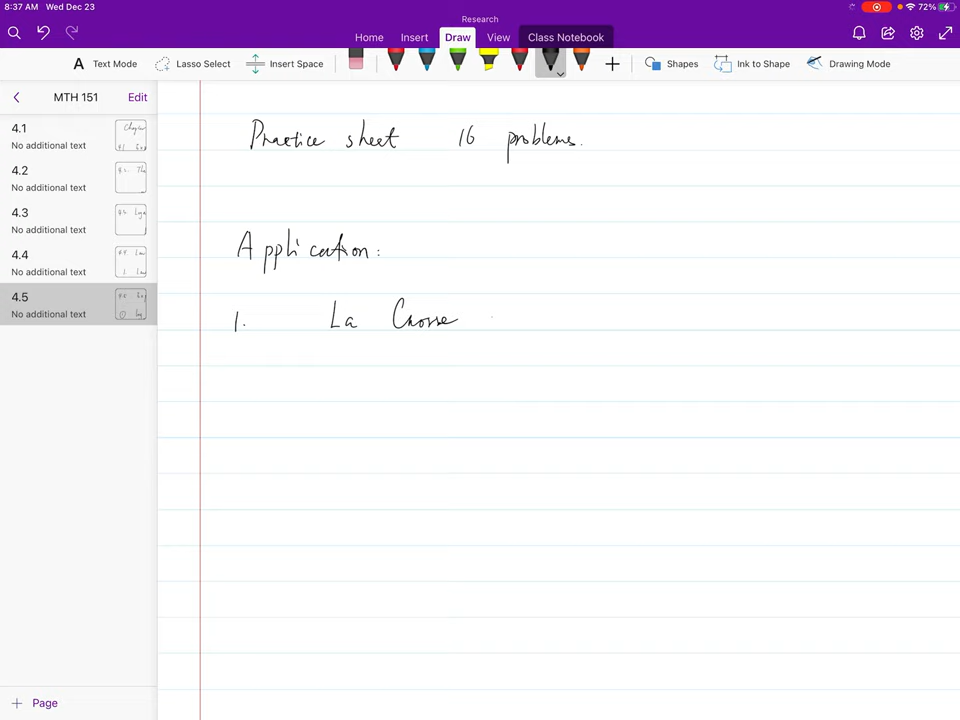 8:37 AM Wed Dec 23
72%
Research
Home Insert Draw View Class Notebook
Text Mode Lasso Select Insert Space Shapes Ink to Shape Drawing Mode
MTH 151 Edit
4.1
No additional text
4.2
No additional text
4.3
No additional text
4.4
No additional text
4.5
No additional text
Page
Practice sheet 16 problems.
Application:
1. La Crosse